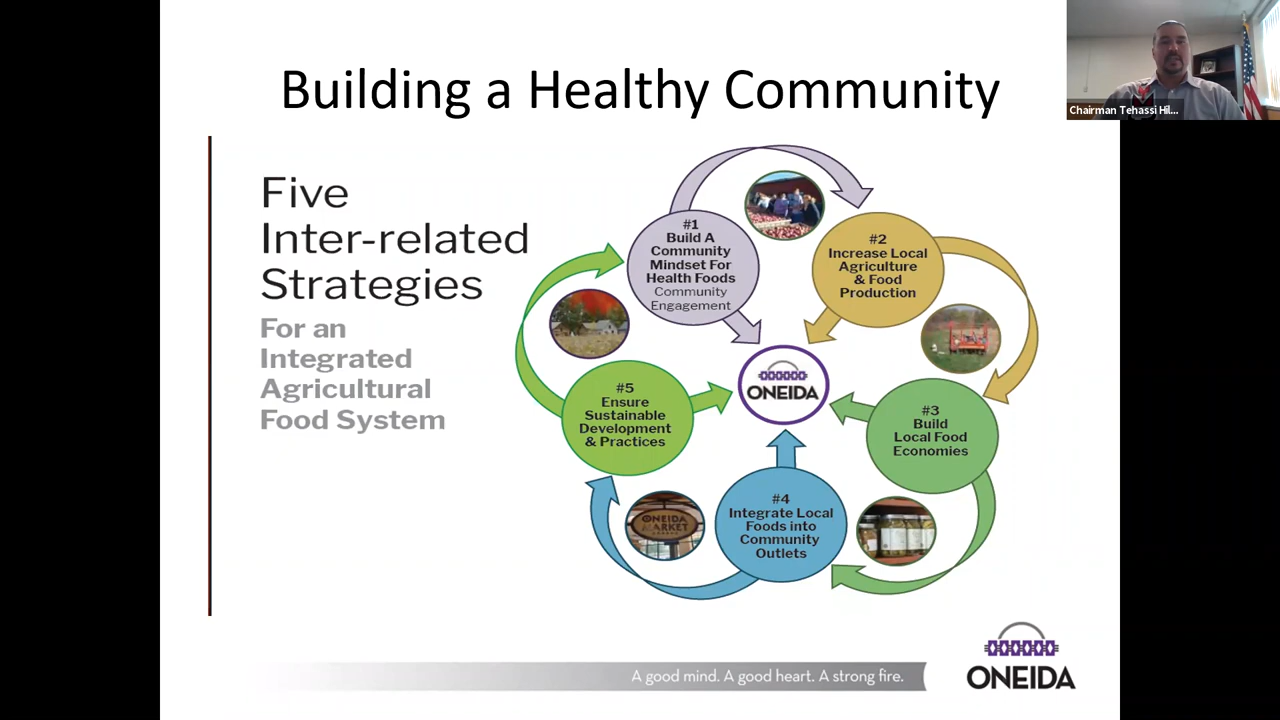 Building a Healthy Community
Chairman Tehassi Hil...
Five
Inter-related
Strategies
For an
Integrated
Agricultural
Food System
#1
Build A
Community
Mindset For
Health Foods
Community
Engagement
#2
Increase Local
Agriculture
& Food
Production
#3
Build
Local Food
Economies
#4
Integrate Local
Foods into
Community
Outlets
#5
Ensure
Sustainable
Development
& Practices
ONEIDA
ONEIDA
MARKET
A good mind. A good heart. A strong fire.
ONEIDA